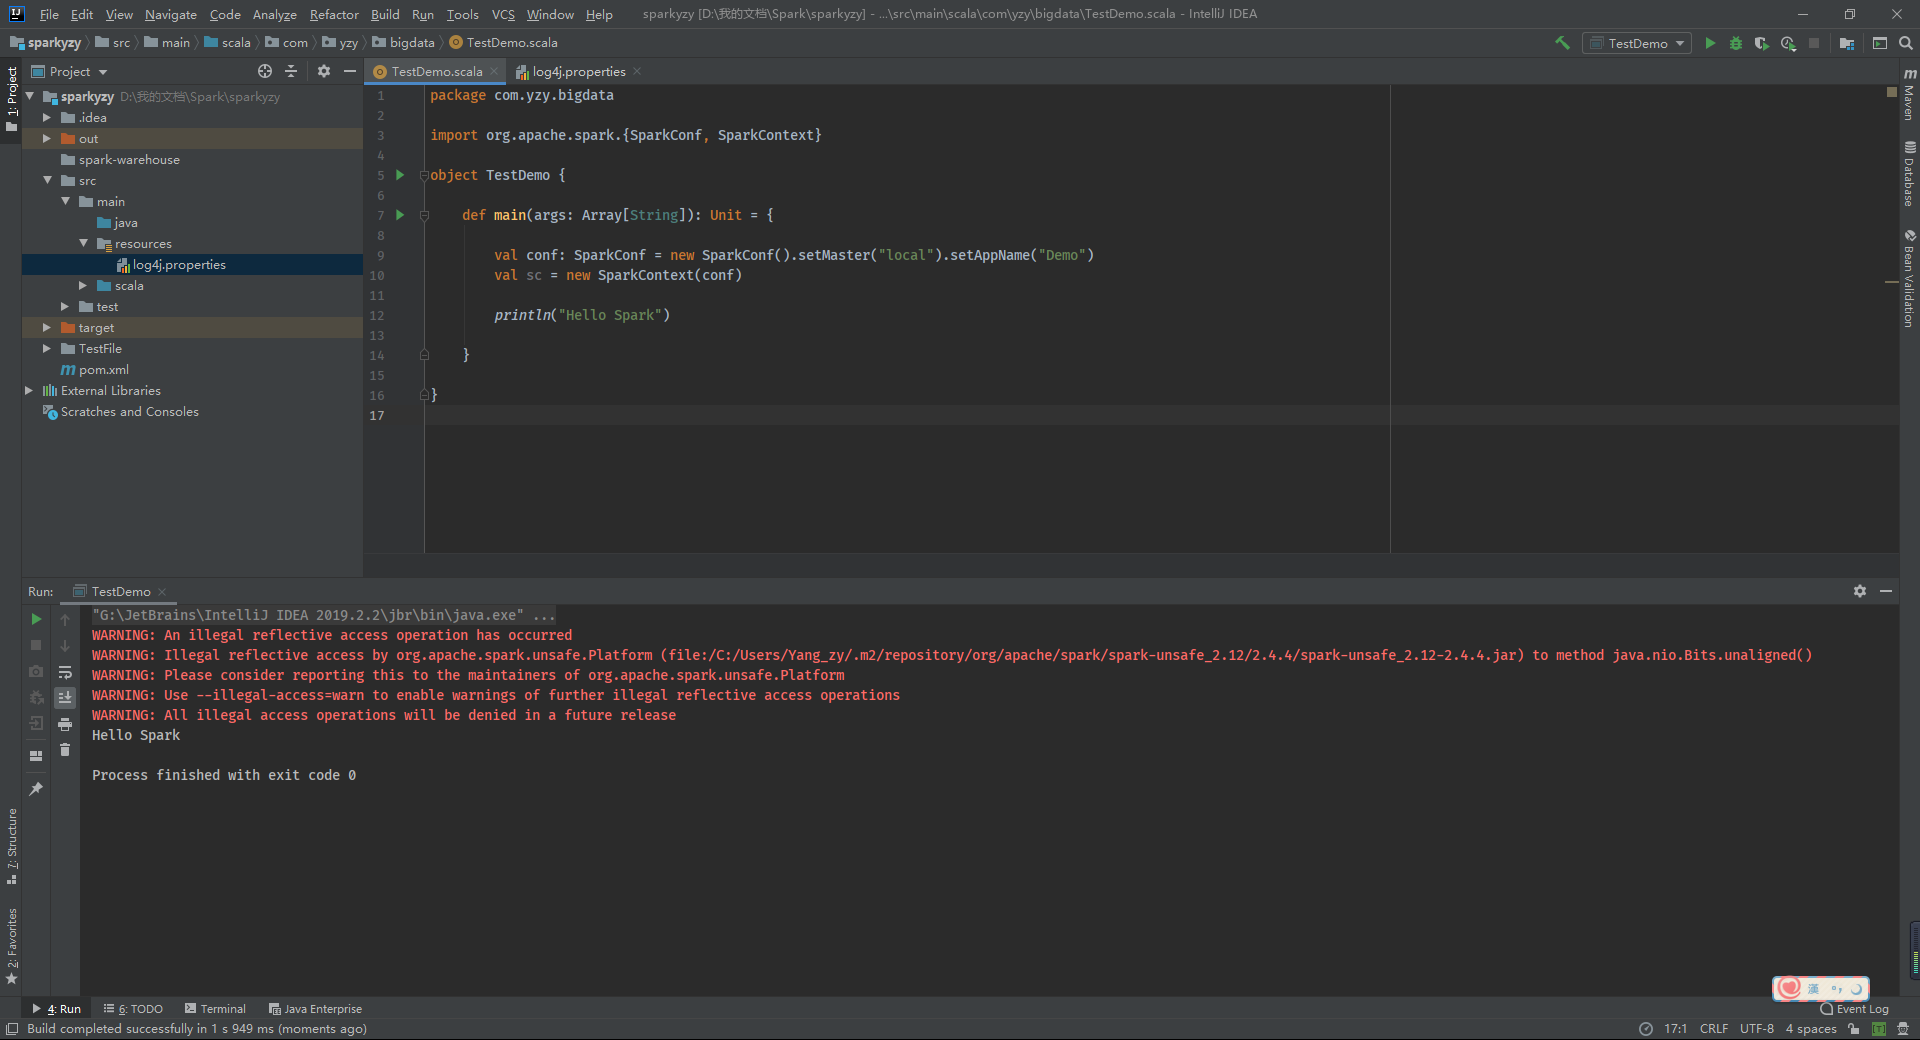 File Edit View Navigate Code Analyze Refactor Build Run Tools VCS Window Help sparkyzy [D:\我的文档\Spark\sparkyzy] - ...\src\main\scala\com\yzy\bigdata\TestDemo.scala - IntelliJ IDEA
sparkyzy src main scala com yzy bigdata TestDemo.scala TestDemo
Project TestDemo.scala log4j.properties
1: Project
sparkyzy D:\我的文档\Spark\sparkyzy
.idea
out
spark-warehouse
src
main
java
resources
log4j.properties
scala
test
target
TestFile
pom.xml
External Libraries
Scratches and Consoles
1 package com.yzy.bigdata
2
3 import org.apache.spark.{SparkConf, SparkContext}
4
5 object TestDemo {
6
7 def main(args: Array[String]): Unit = {
8
9 val conf: SparkConf = new SparkConf().setMaster("local").setAppName("Demo")
10 val sc = new SparkContext(conf)
11
12 println("Hello Spark")
13
14 }
15
16 }
17
Maven
Database
Bean Validation
Run: TestDemo
"G:\JetBrains\IntelliJ IDEA 2019.2.2\jbr\bin\java.exe" ...
WARNING: An illegal reflective access operation has occurred
WARNING: Illegal reflective access by org.apache.spark.unsafe.Platform (file:/C:/Users/Yang_zy/.m2/repository/org/apache/spark/spark-unsafe_2.12/2.4.4/spark-unsafe_2.12-2.4.4.jar) to method java.nio.Bits.unaligned()
WARNING: Please consider reporting this to the maintainers of org.apache.spark.unsafe.Platform
WARNING: Use --illegal-access=warn to enable warnings of further illegal reflective access operations
WARNING: All illegal access operations will be denied in a future release
Hello Spark
Process finished with exit code 0
7: Structure
2: Favorites
漢
4: Run 6: TODO Terminal Java Enterprise Event Log
Build completed successfully in 1 s 949 ms (moments ago) 17:1 CRLF UTF-8 4 spaces [T]